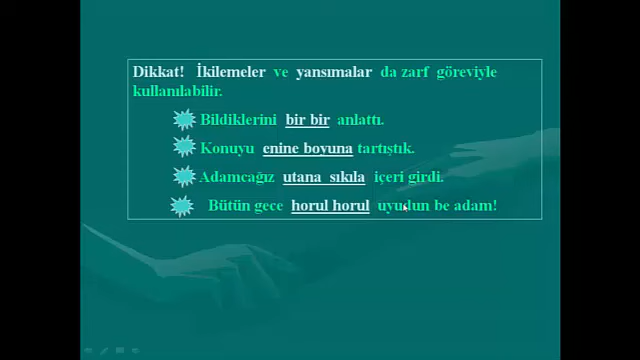 Dikkat! İkilemeler ve yansımalar da zarf göreviyle
kullanılabilir.
Bildiklerini bir bir anlattı.
Konuyu enine boyuna tartıştık.
Adamcağız utana sıkıla içeri girdi.
Bütün gece horul horul uyudun be adam!